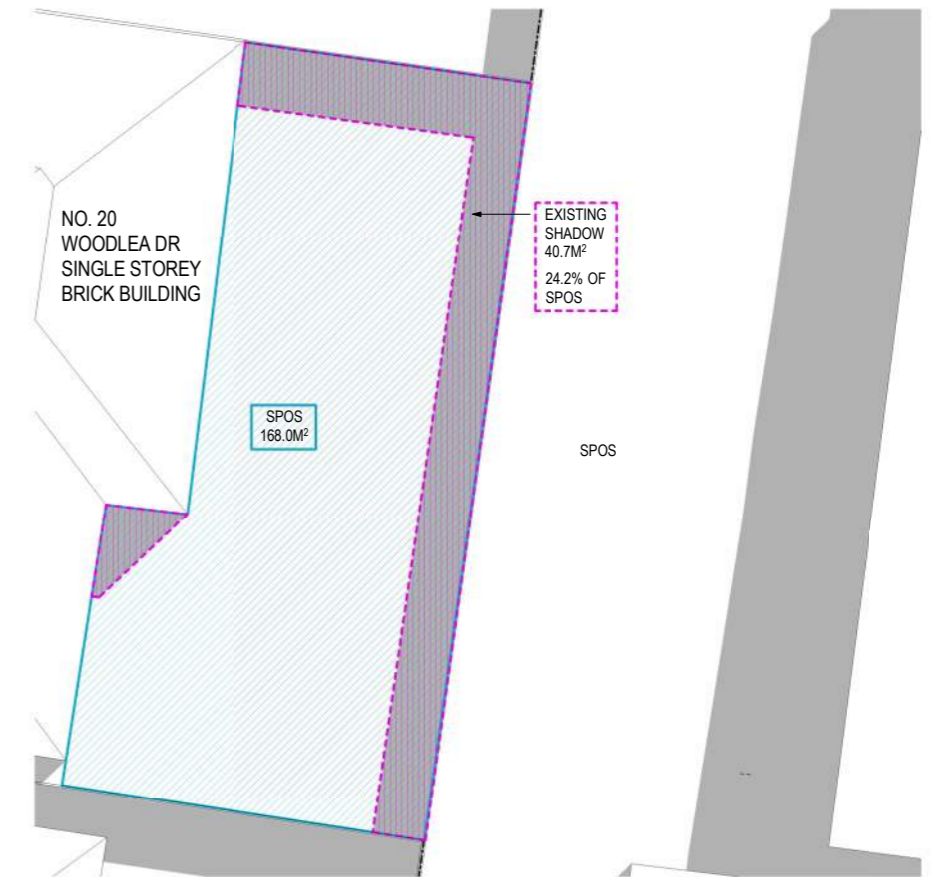 NO. 20
WOODLEA DR
SINGLE STOREY
BRICK BUILDING
EXISTING
SHADOW
40.7M²
24.2% OF
SPOS
SPOS
168.0M²
SPOS